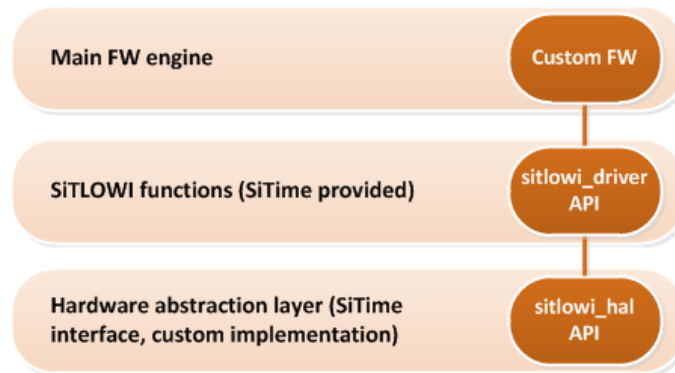 Main FW engine
Custom FW
SiTLOWI functions (SiTime provided)
sitlowi_driver
API
Hardware abstraction layer (SiTime
interface, custom implementation)
sitlowi_hal
API